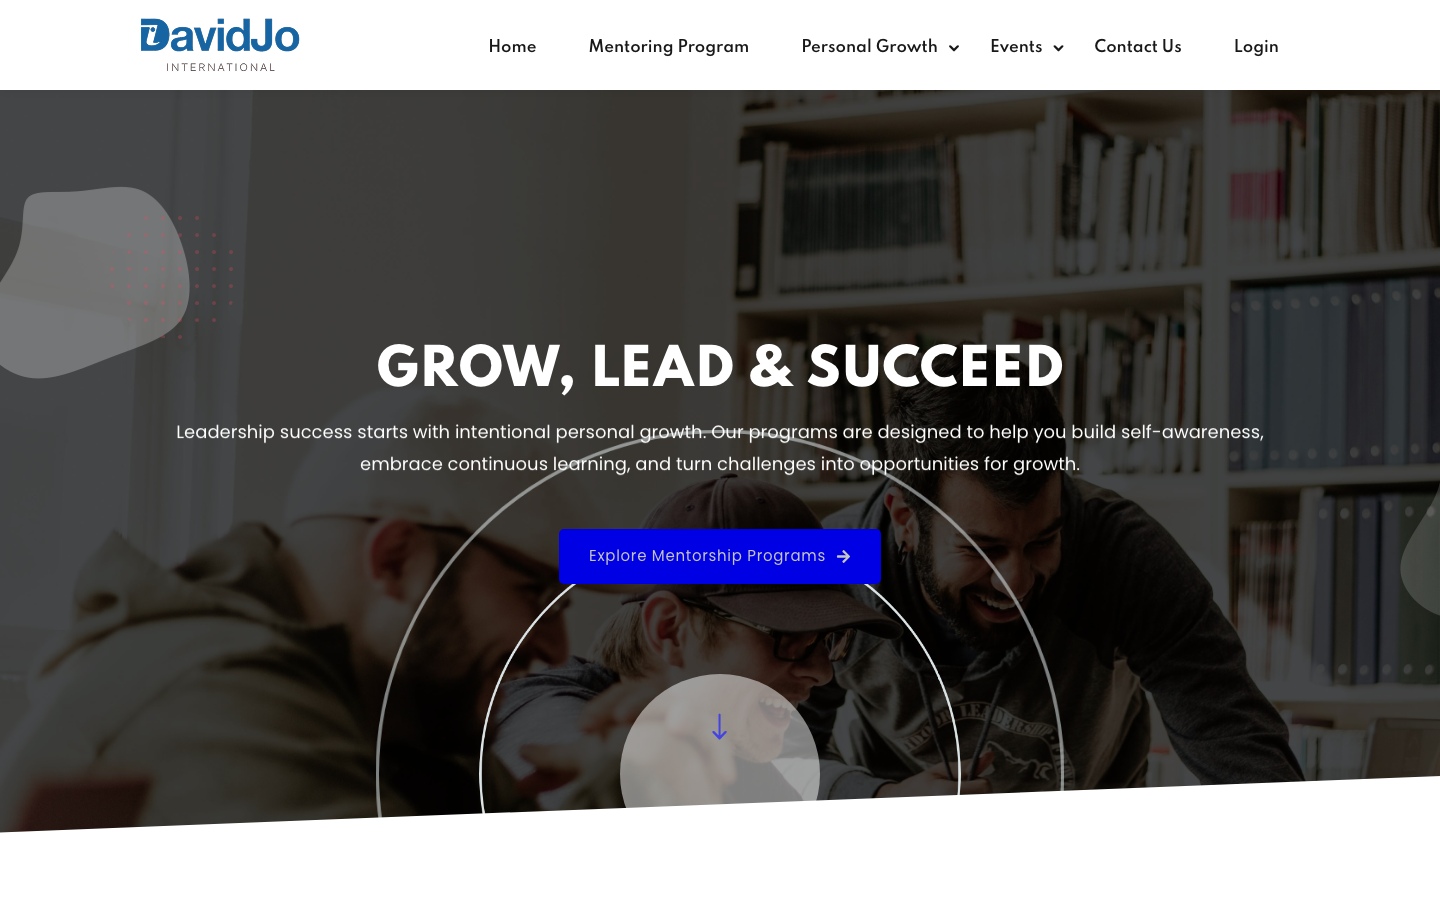 DavidJo
INTERNATIONAL
Home
Mentoring Program
Personal Growth
Events
Contact Us
Login
GROW, LEAD & SUCCEED
Leadership success starts with intentional personal growth. Our programs are designed to help you build self-awareness,
embrace continuous learning, and turn challenges into opportunities for growth.
Explore Mentorship Programs